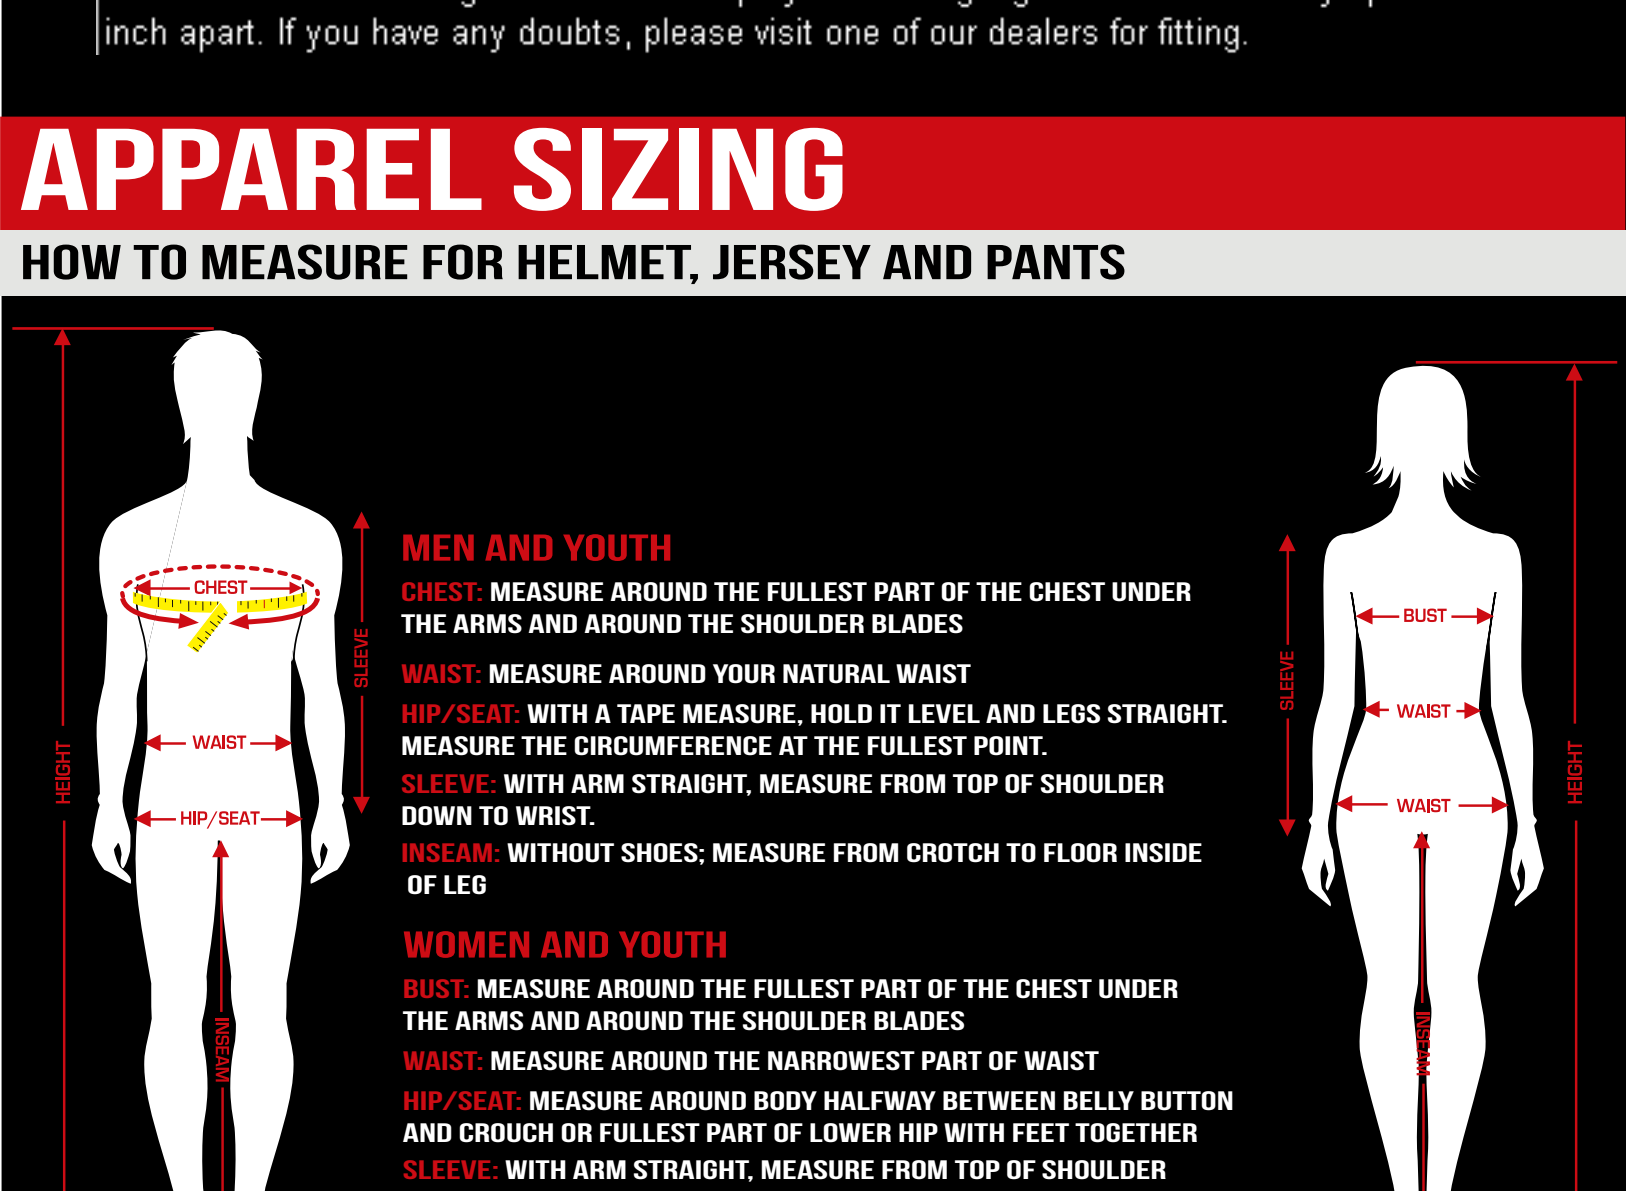 inch apart. If you have any doubts, please visit one of our dealers for fitting.
APPAREL SIZING
HOW TO MEASURE FOR HELMET, JERSEY AND PANTS
HEIGHT
CHEST
WAIST
HIP/SEAT
INSEAM
SLEEVE
MEN AND YOUTH
CHEST: MEASURE AROUND THE FULLEST PART OF THE CHEST UNDER
THE ARMS AND AROUND THE SHOULDER BLADES
WAIST: MEASURE AROUND YOUR NATURAL WAIST
HIP/SEAT: WITH A TAPE MEASURE, HOLD IT LEVEL AND LEGS STRAIGHT.
MEASURE THE CIRCUMFERENCE AT THE FULLEST POINT.
SLEEVE: WITH ARM STRAIGHT, MEASURE FROM TOP OF SHOULDER
DOWN TO WRIST.
INSEAM: WITHOUT SHOES; MEASURE FROM CROTCH TO FLOOR INSIDE
OF LEG
WOMEN AND YOUTH
BUST: MEASURE AROUND THE FULLEST PART OF THE CHEST UNDER
THE ARMS AND AROUND THE SHOULDER BLADES
WAIST: MEASURE AROUND THE NARROWEST PART OF WAIST
HIP/SEAT: MEASURE AROUND BODY HALFWAY BETWEEN BELLY BUTTON
AND CROUCH OR FULLEST PART OF LOWER HIP WITH FEET TOGETHER
SLEEVE: WITH ARM STRAIGHT, MEASURE FROM TOP OF SHOULDER
SLEEVE
BUST
WAIST
WAIST
INSEAM
HEIGHT